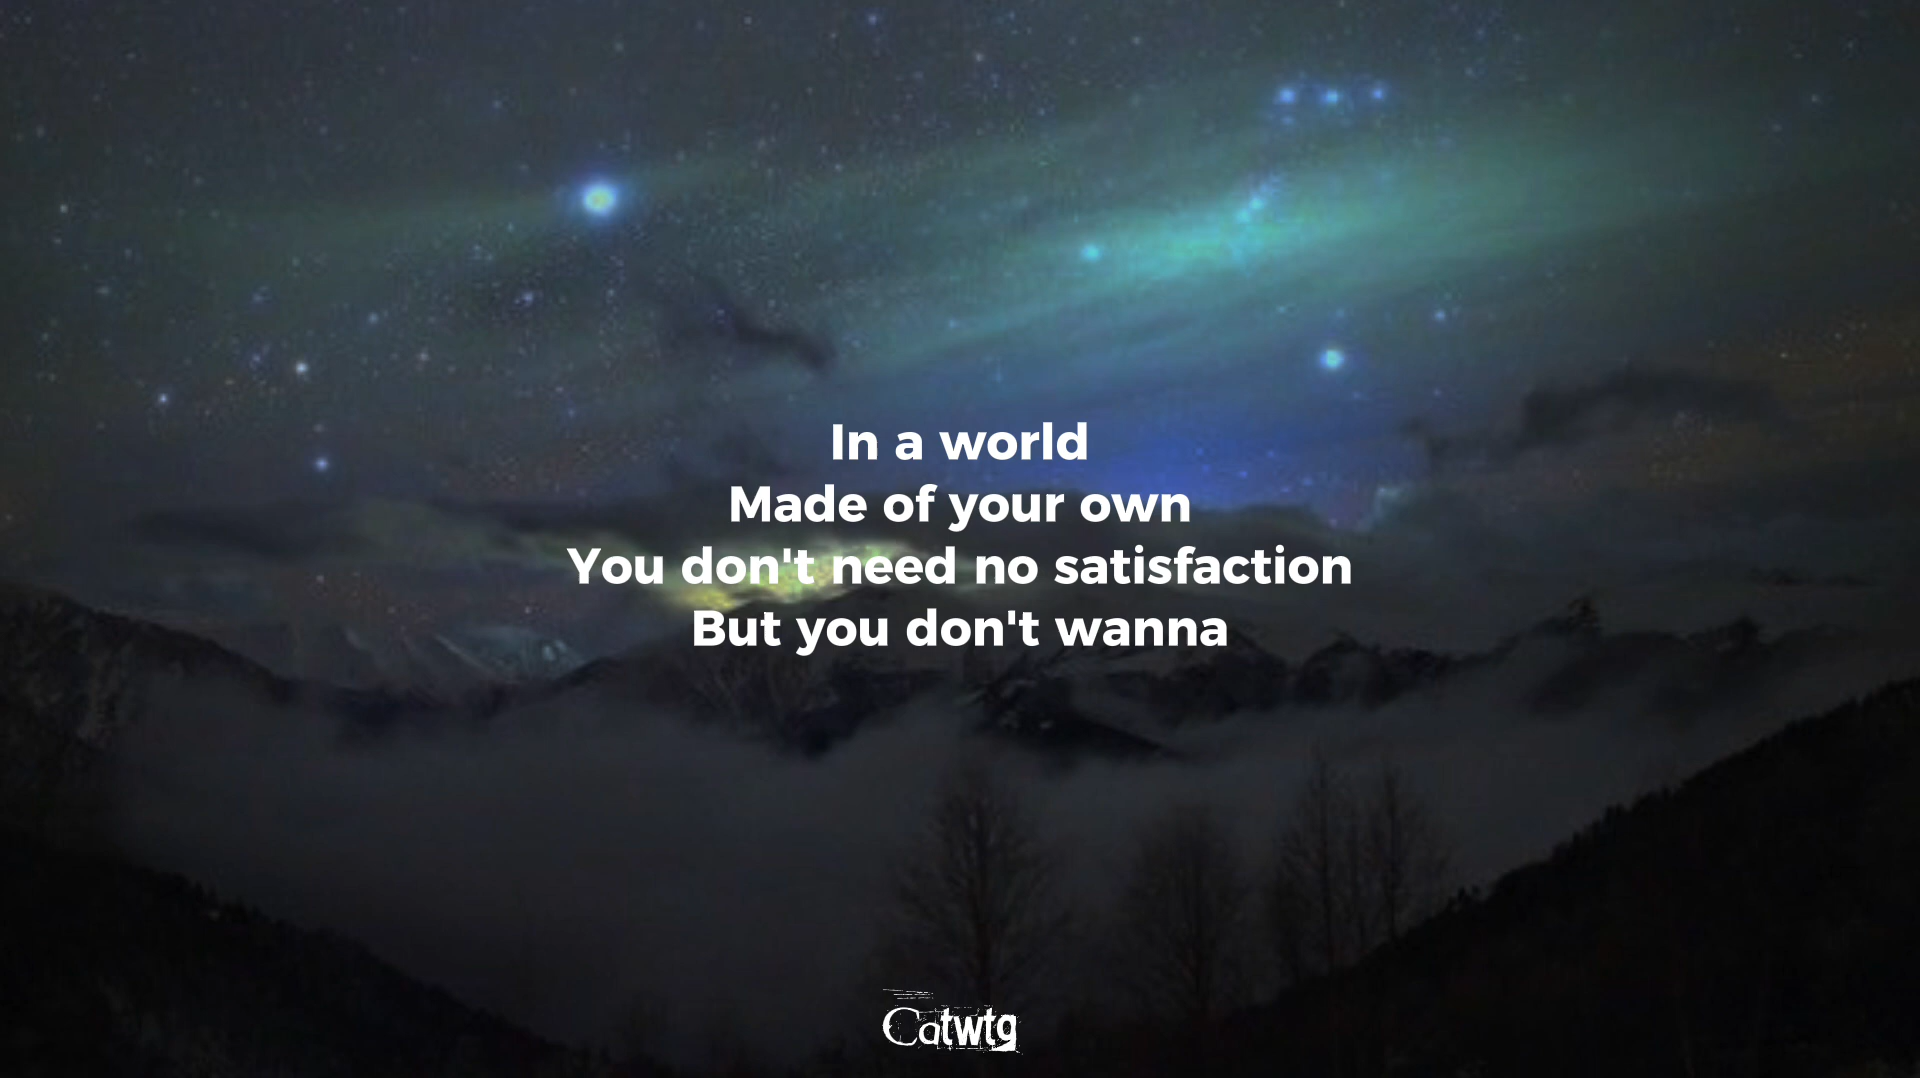 In a world
Made of your own
You don't need no satisfaction
But you don't wanna
Catwtg